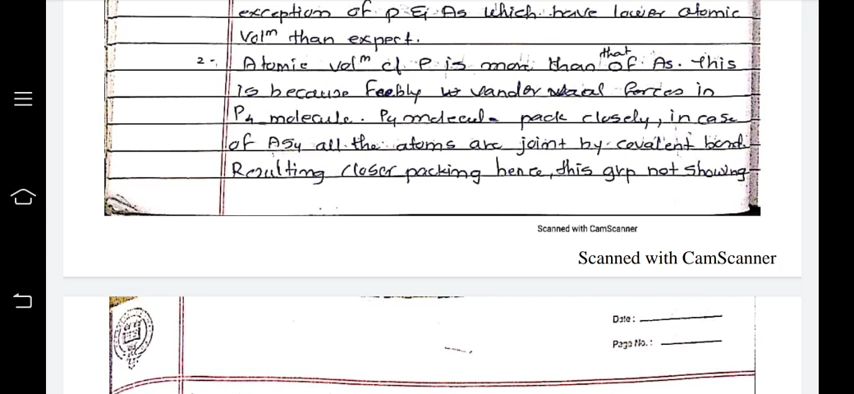 exception of P & As which have lower atomic
Volm than expect.
2-. Atomic volm of P is more than that of As. This
is because Feebly vander waal forces in
P4 molecule. P4 molecule pack closely, in case
of AS4 all the atoms are joint by covalent bond.
Resulting closer packing hence, this grp not showing
Scanned with CamScanner
Scanned with CamScanner
Date :
Page No. :